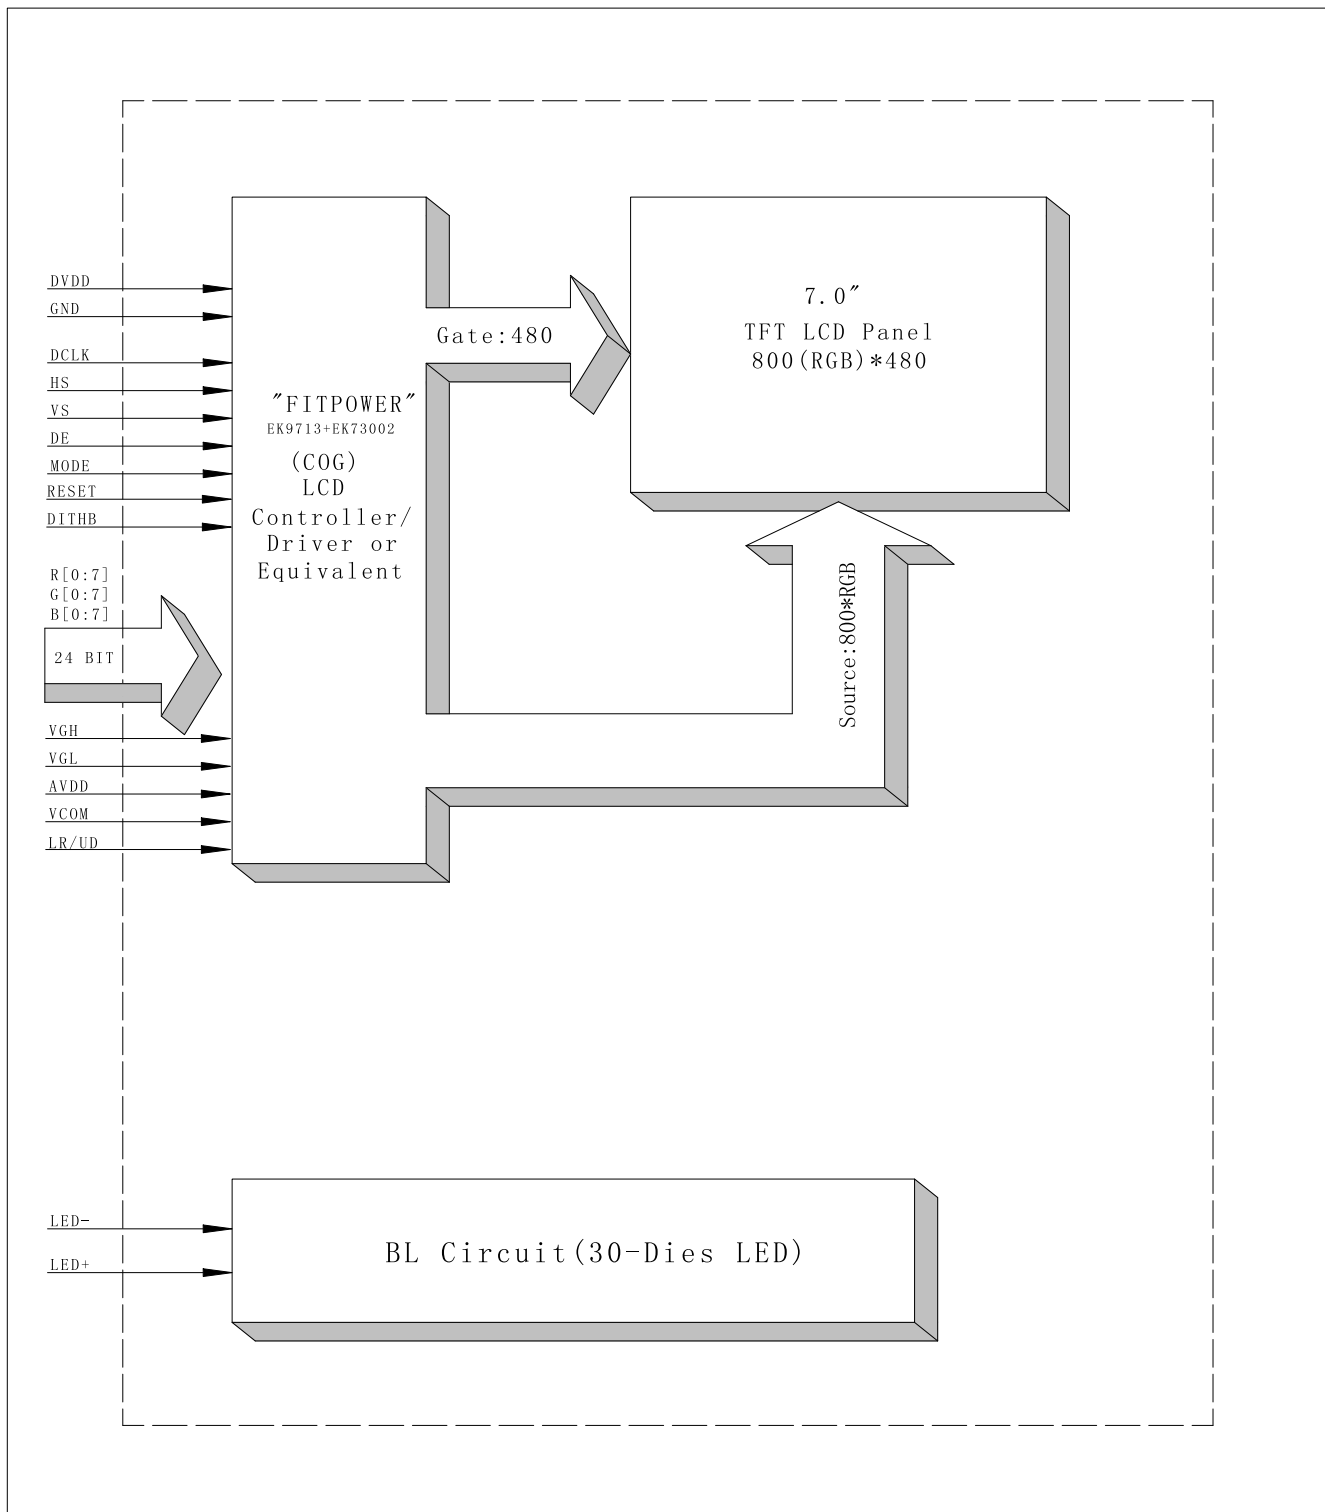 DVDD
GND
DCLK
HS
VS
DE
MODE
RESET
DITHB
R[0:7]
G[0:7]
B[0:7]
24 BIT
VGH
VGL
AVDD
VCOM
LR/UD
"FITPOWER"
EK9713+EK73002
(COG)
LCD
Controller/
Driver or
Equivalent
Gate:480
7.0"
TFT LCD Panel
800(RGB)*480
Source:800*RGB
LED-
LED+
BL Circuit(30-Dies LED)